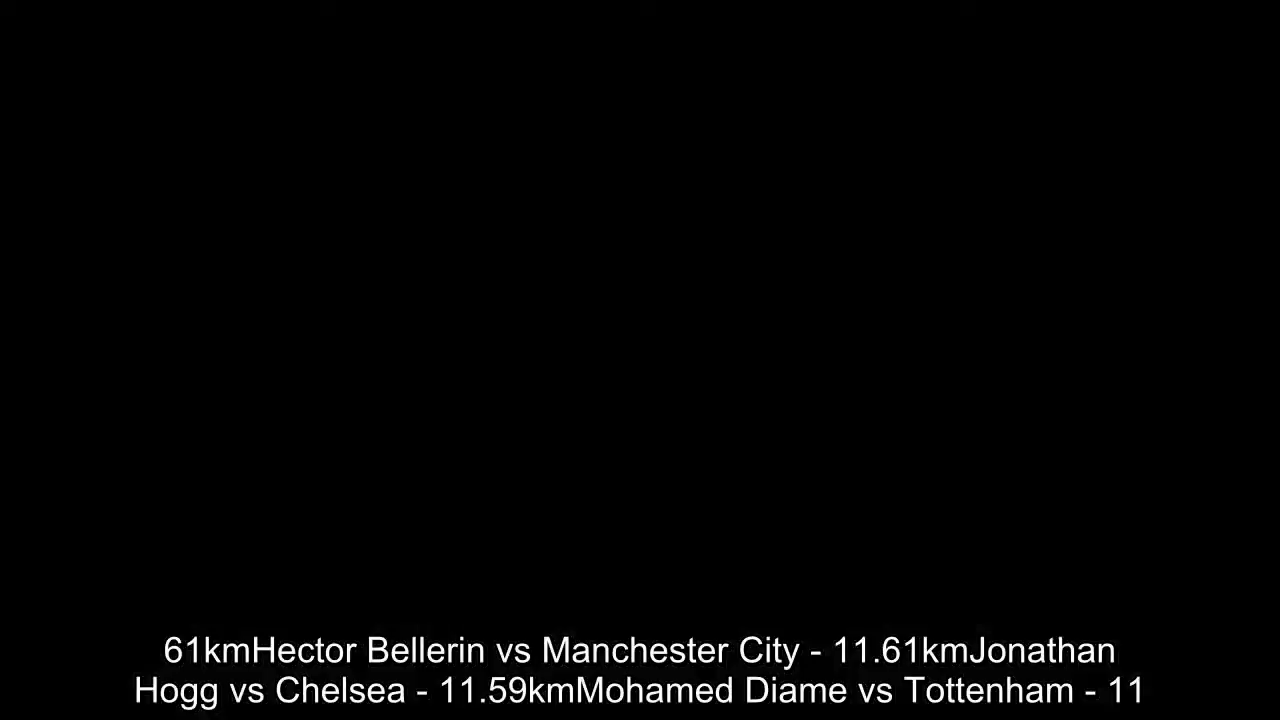 61kmHector Bellerin vs Manchester City - 11.61kmJonathan
Hogg vs Chelsea - 11.59kmMohamed Diame vs Tottenham - 11